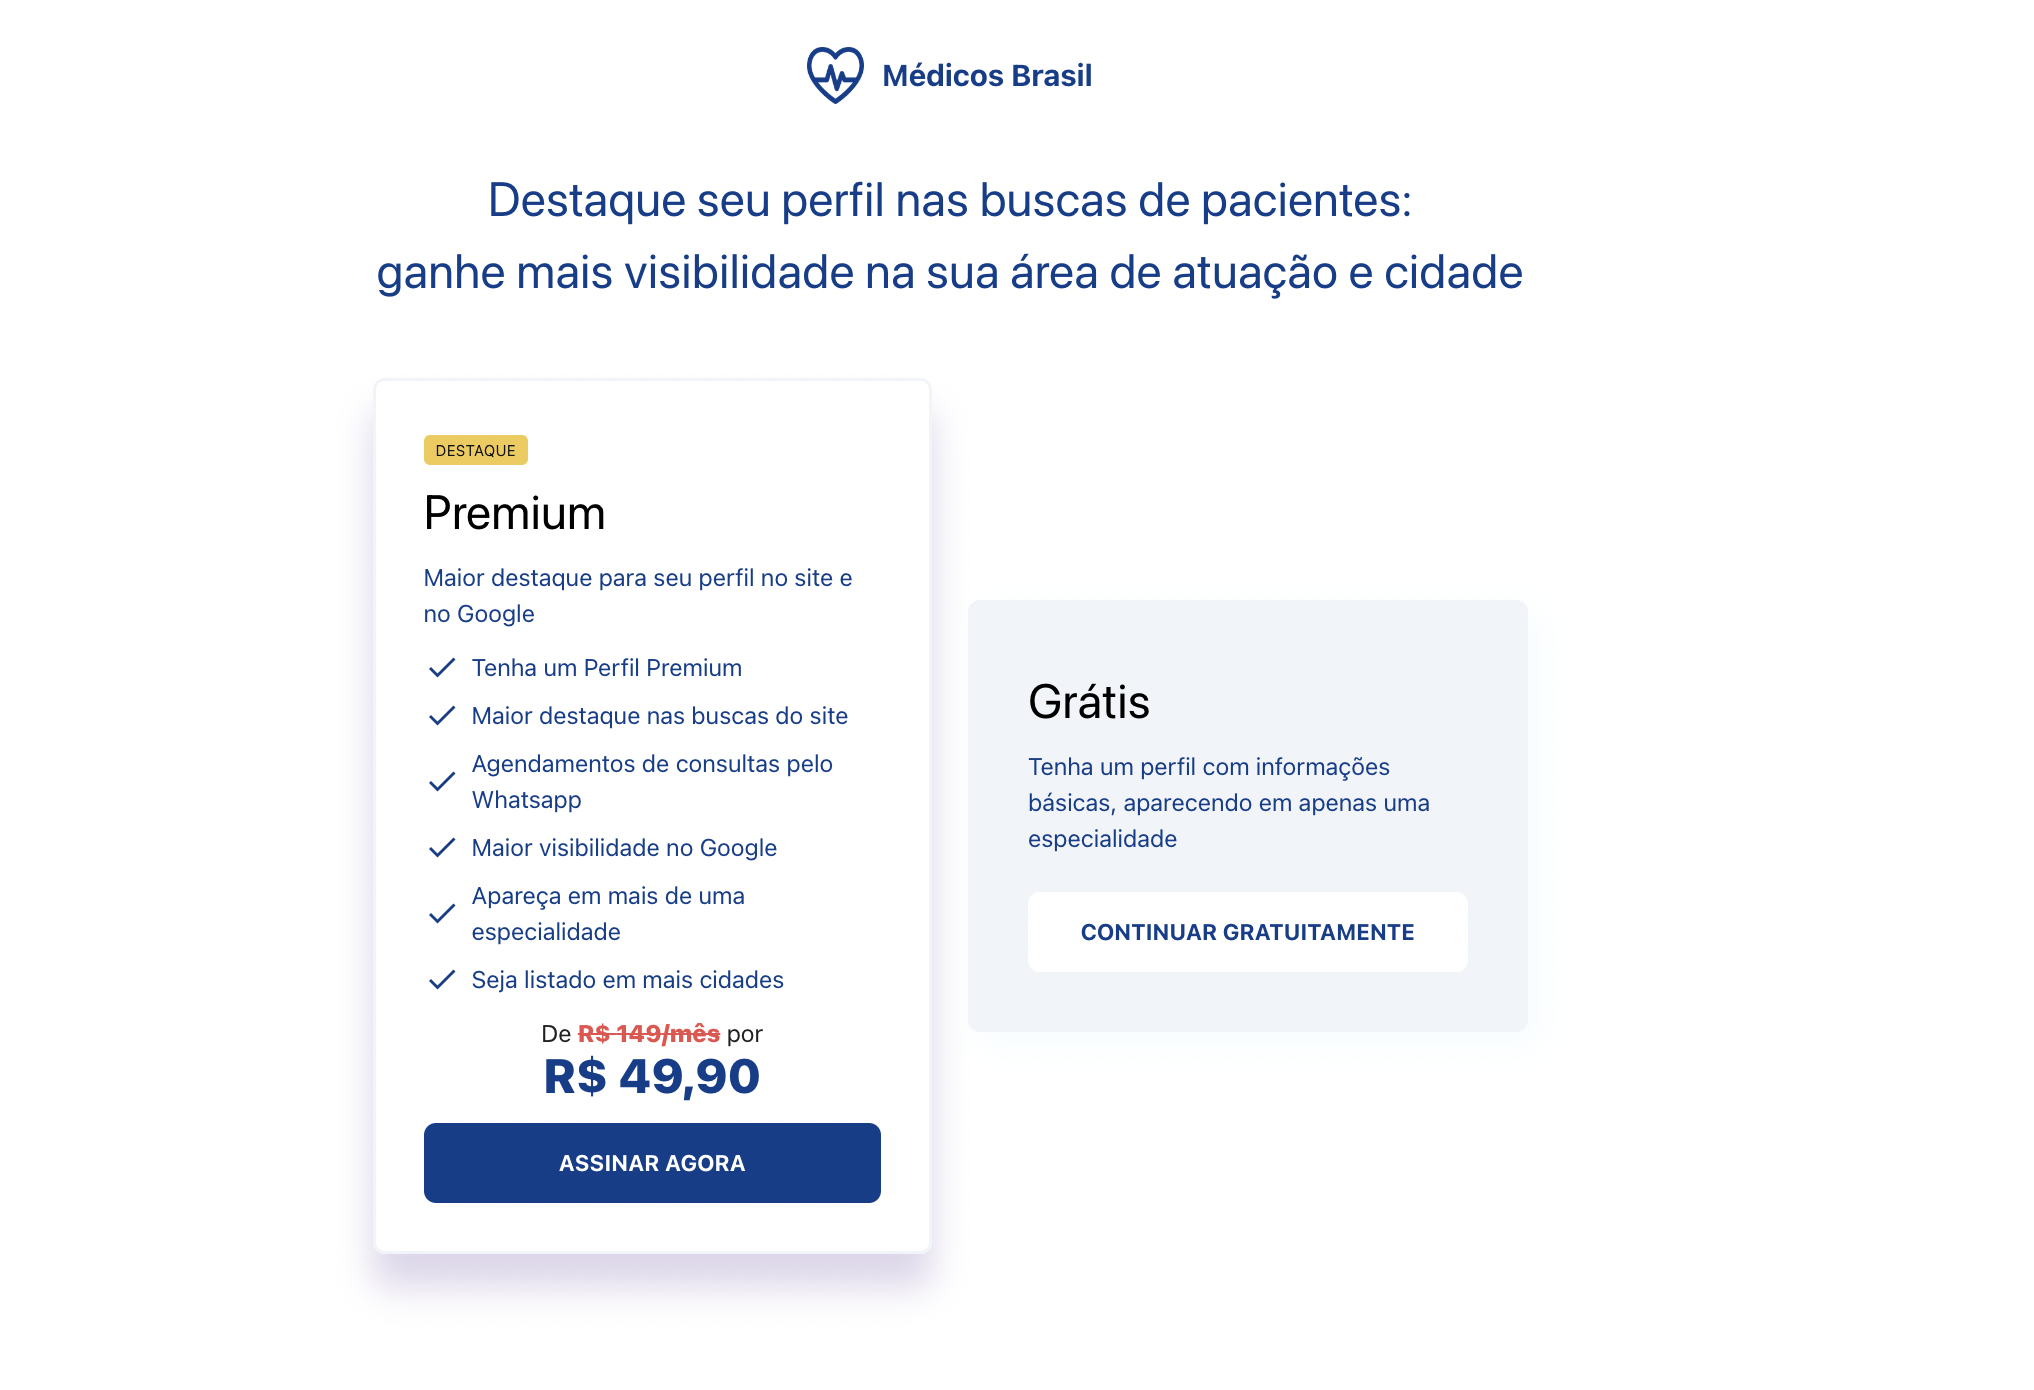 Médicos Brasil
Destaque seu perfil nas buscas de pacientes:
ganhe mais visibilidade na sua área de atuação e cidade
DESTAQUE
Premium
Maior destaque para seu perfil no site e
no Google
Tenha um Perfil Premium
Maior destaque nas buscas do site
Agendamentos de consultas pelo
Whatsapp
Maior visibilidade no Google
Apareça em mais de uma
especialidade
Seja listado em mais cidades
De R$ 149/mês por
R$ 49,90
ASSINAR AGORA
Grátis
Tenha um perfil com informações
básicas, aparecendo em apenas uma
especialidade
CONTINUAR GRATUITAMENTE